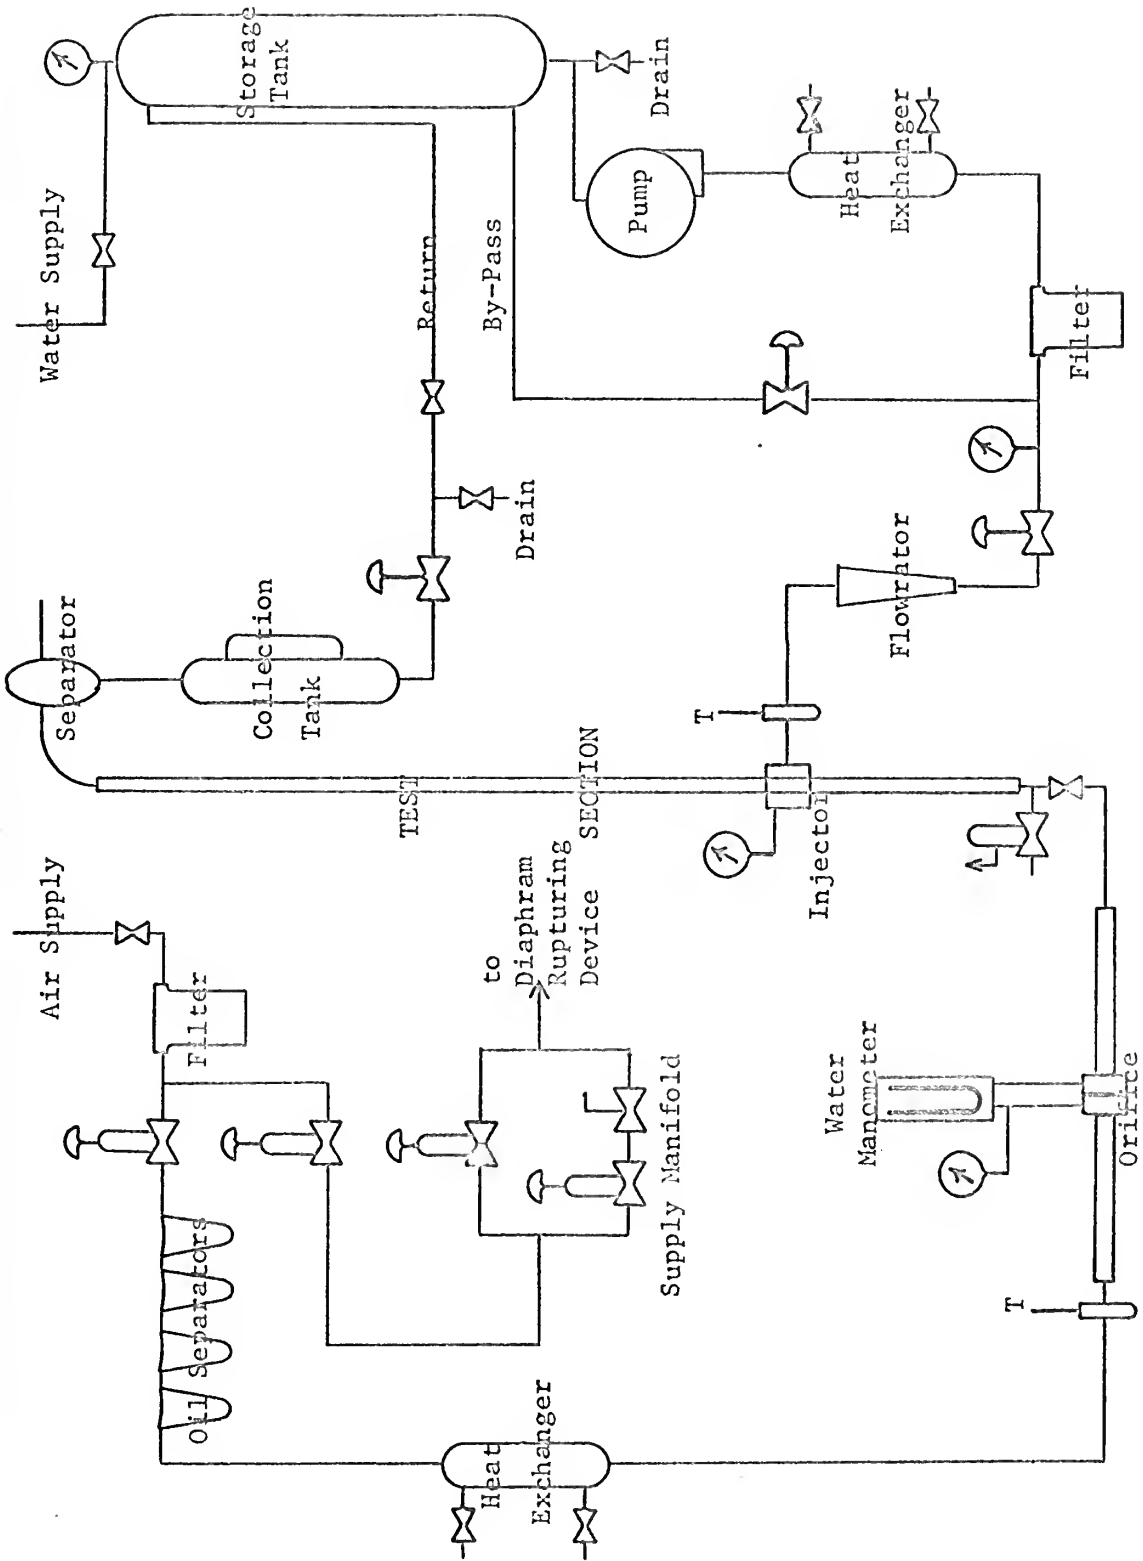 Air Supply
Water Supply
Separator
Oil Separators
Filter
Storage
Tank
Collection
Tank
TEST
SECTION
Return
By-Pass
Heat
Exchanger
to
Diaphram
Rupturing
Device
Drain
Supply Manifold
Pump
Drain
T
Injector
Water
Manometer
Flowrator
Heat
Exchanger
T
Filter
Orifice